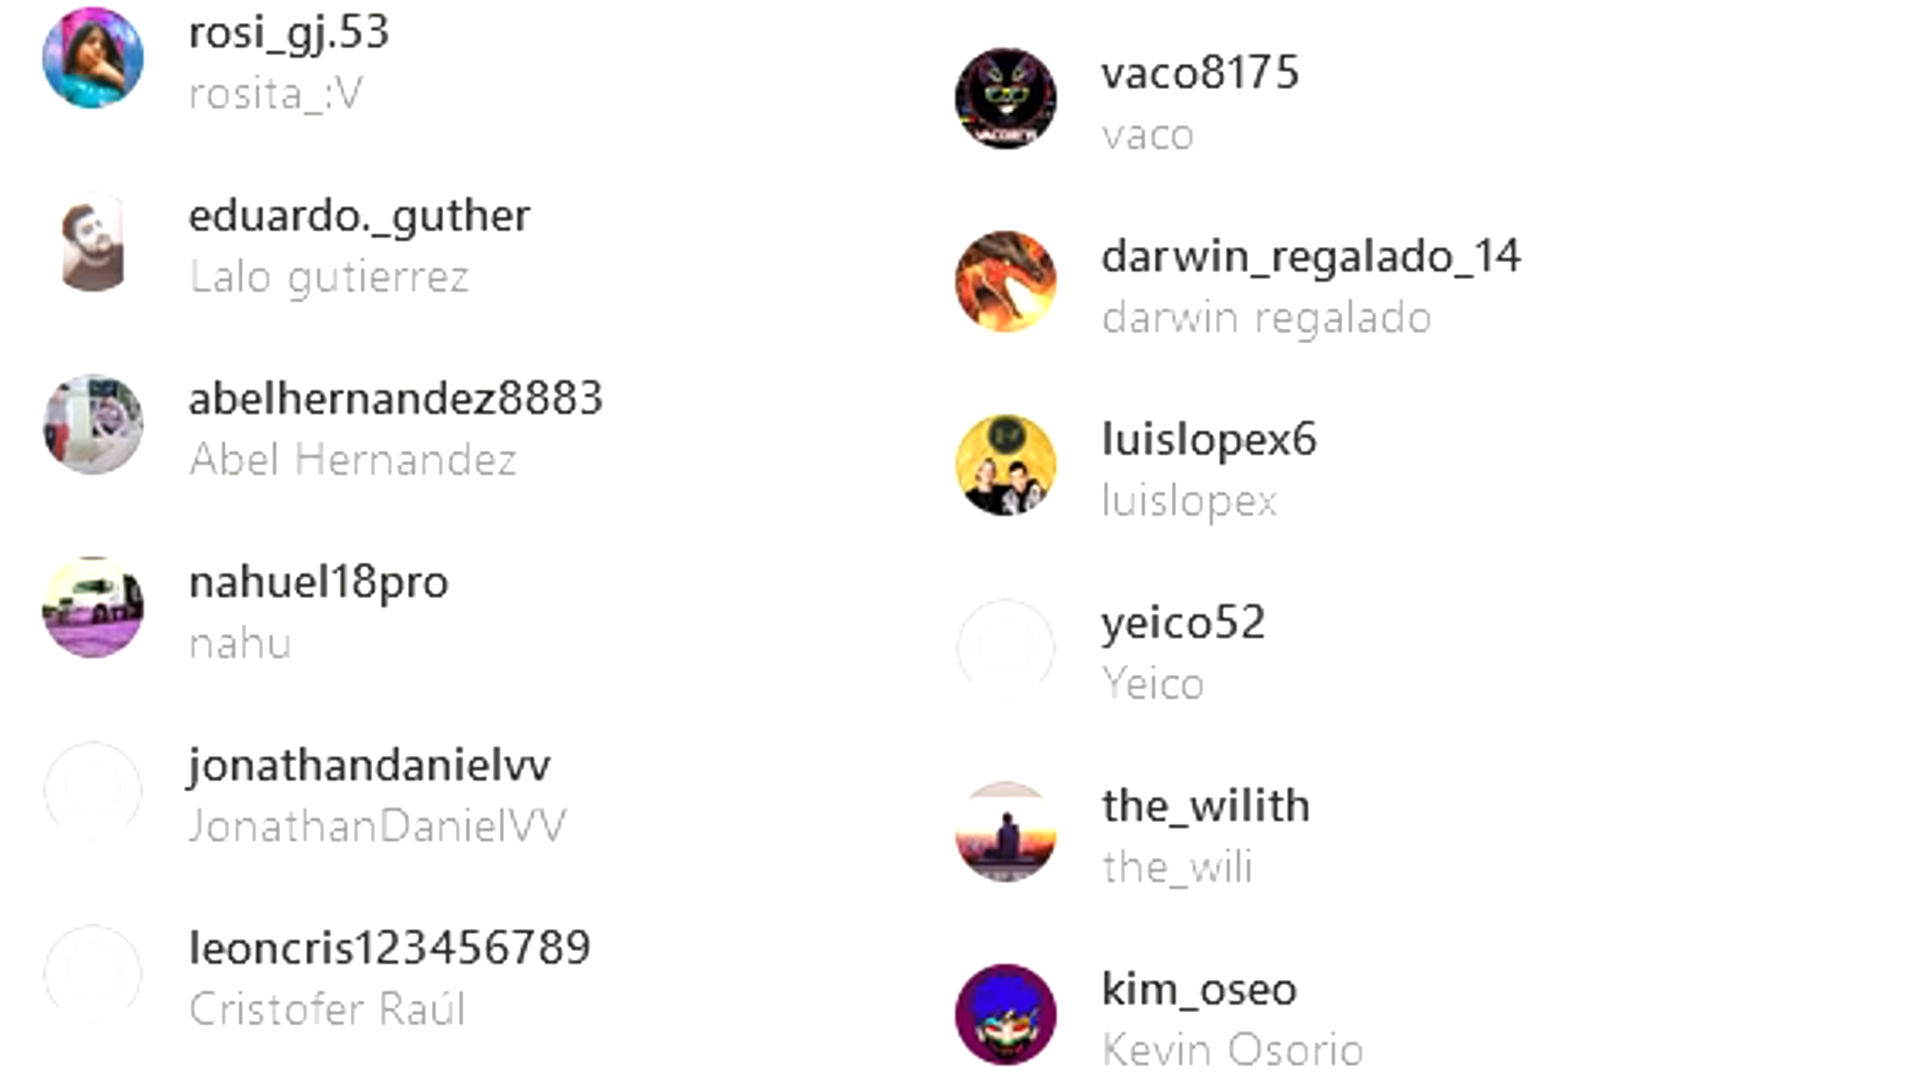 rosi_gj.53
rosita_:V
eduardo._guther
Lalo gutierrez
abelhernandez8883
Abel Hernandez
nahuel18pro
nahu
jonathandanielvv
JonathanDanielVV
leoncris123456789
Cristofer Raúl
vaco8175
vaco
darwin_regalado_14
darwin regalado
luislopex6
luislopex
yeico52
Yeico
the_wilith
the_wili
kim_oseo
Kevin Osorio